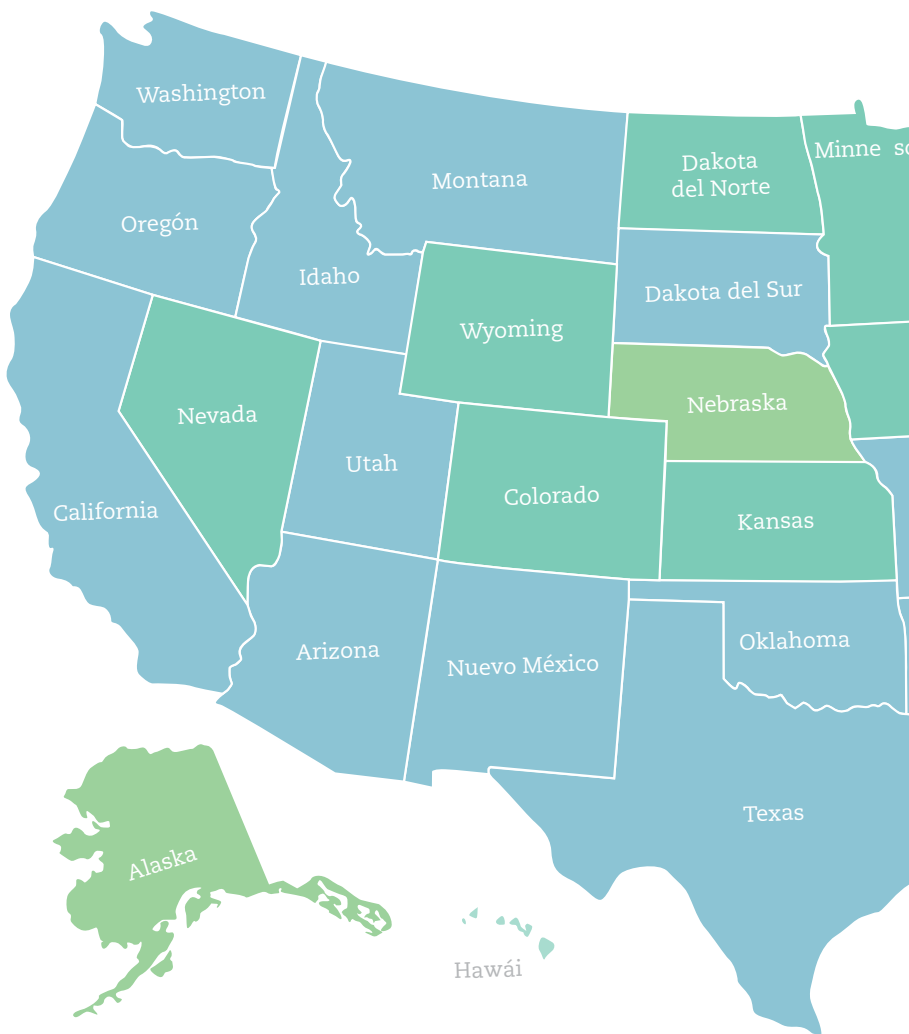 Washington
Montana
Dakota
del Norte
Minne so
Oregón
Idaho
Dakota del Sur
Wyoming
Nebraska
Nevada
Utah
Colorado
California
Kansas
Arizona
Nuevo México
Oklahoma
Texas
Alaska
Hawái